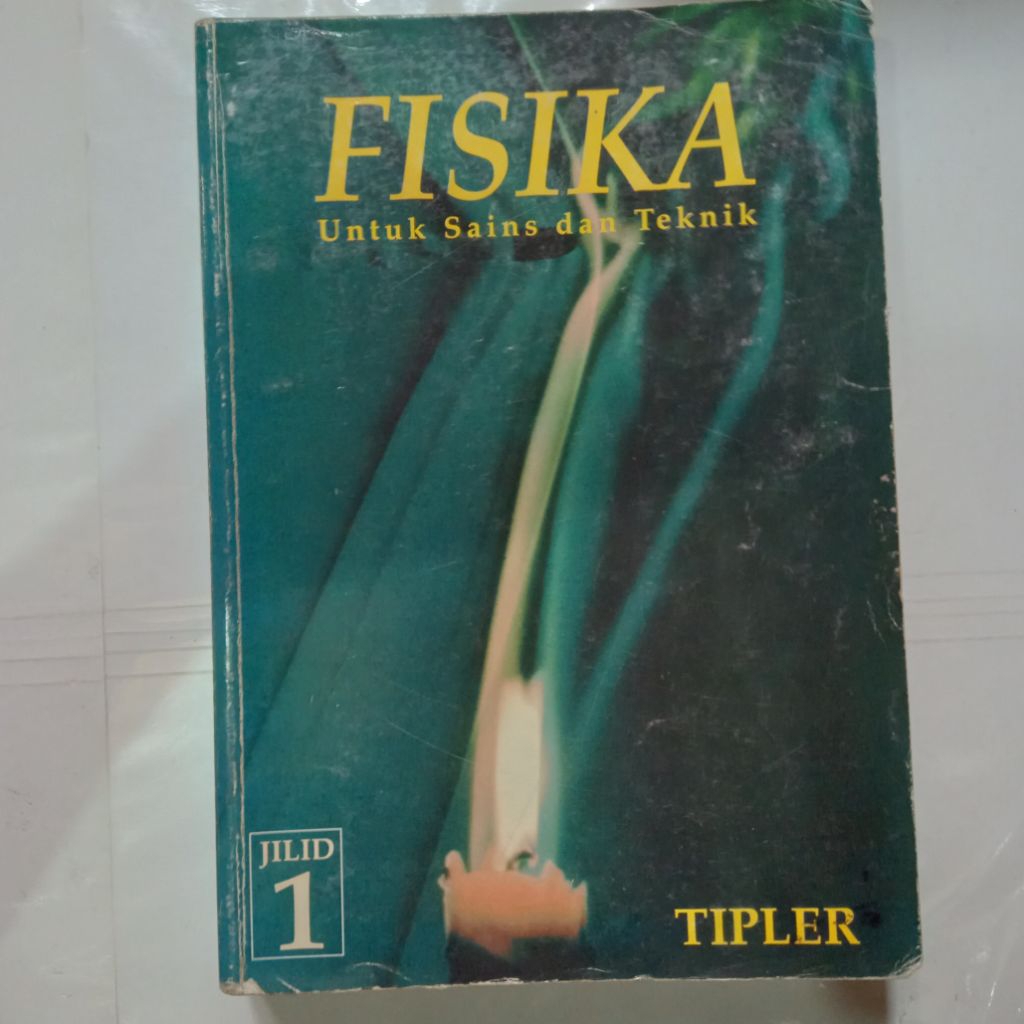 FISIKA
Untuk Sains dan Teknik
JILID
1
TIPLER